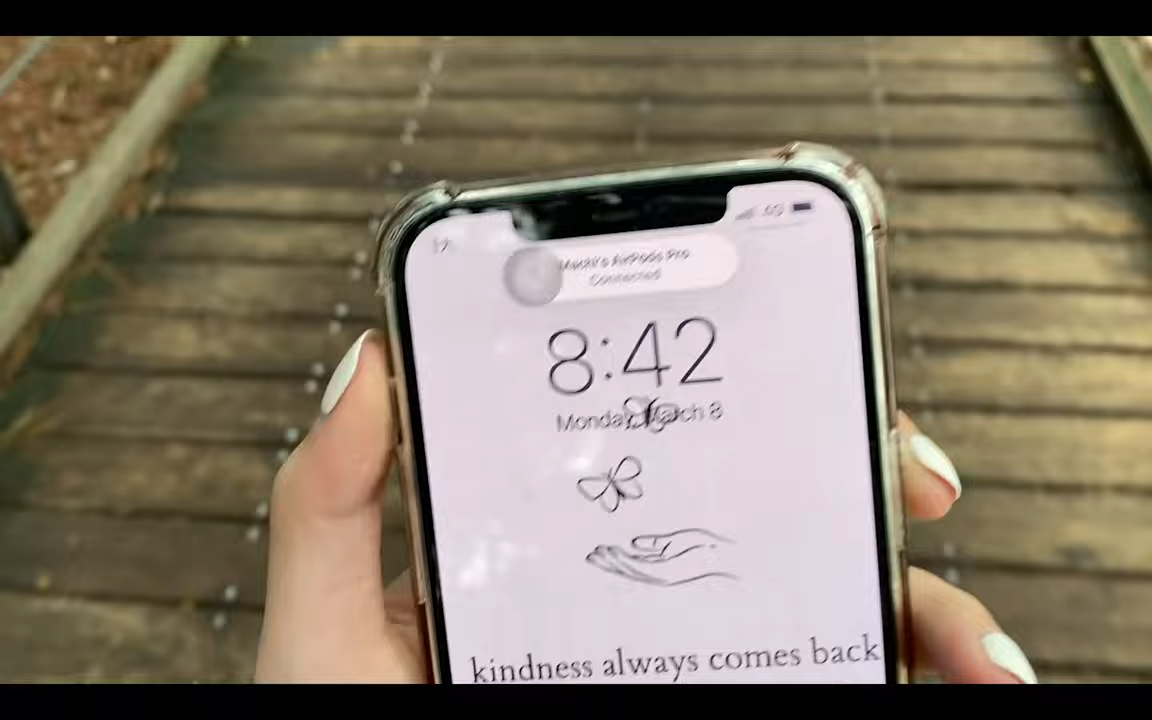 AirPods Pro
Connected
8:42
Monday, March 8
kindness always comes back